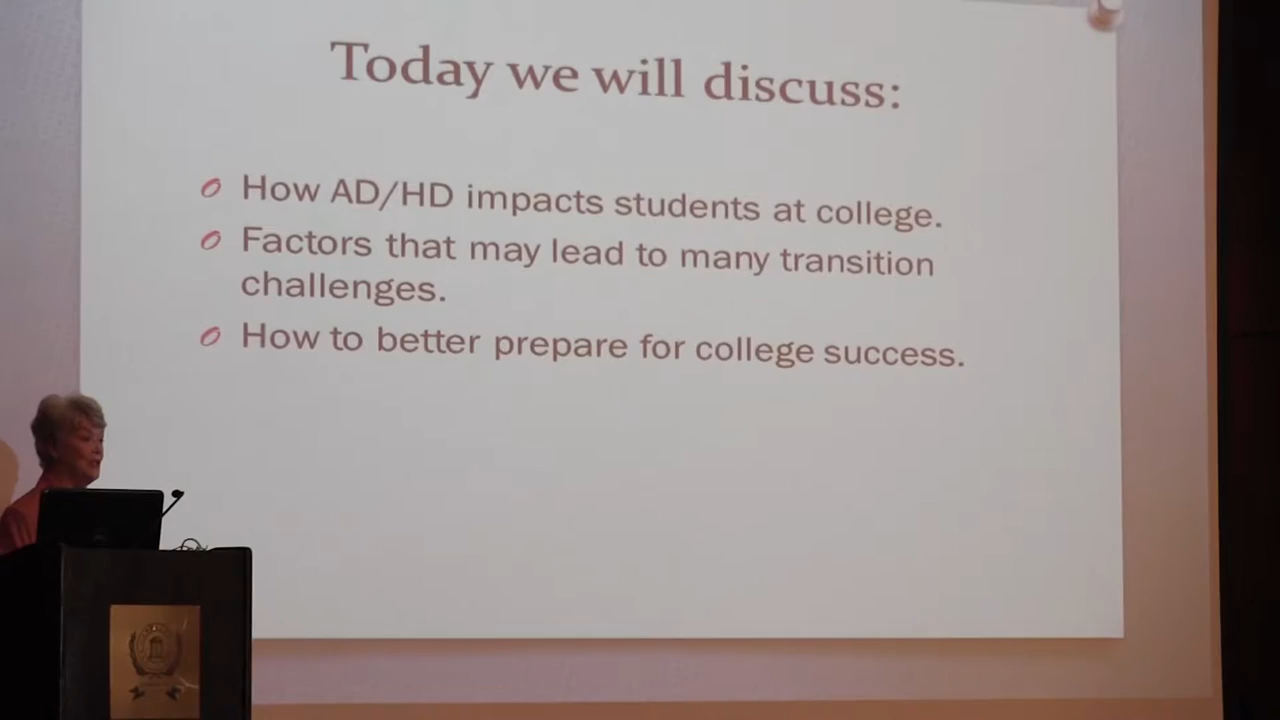 Today we will discuss:
How AD/HD impacts students at college.
Factors that may lead to many transition
challenges.
How to better prepare for college success.